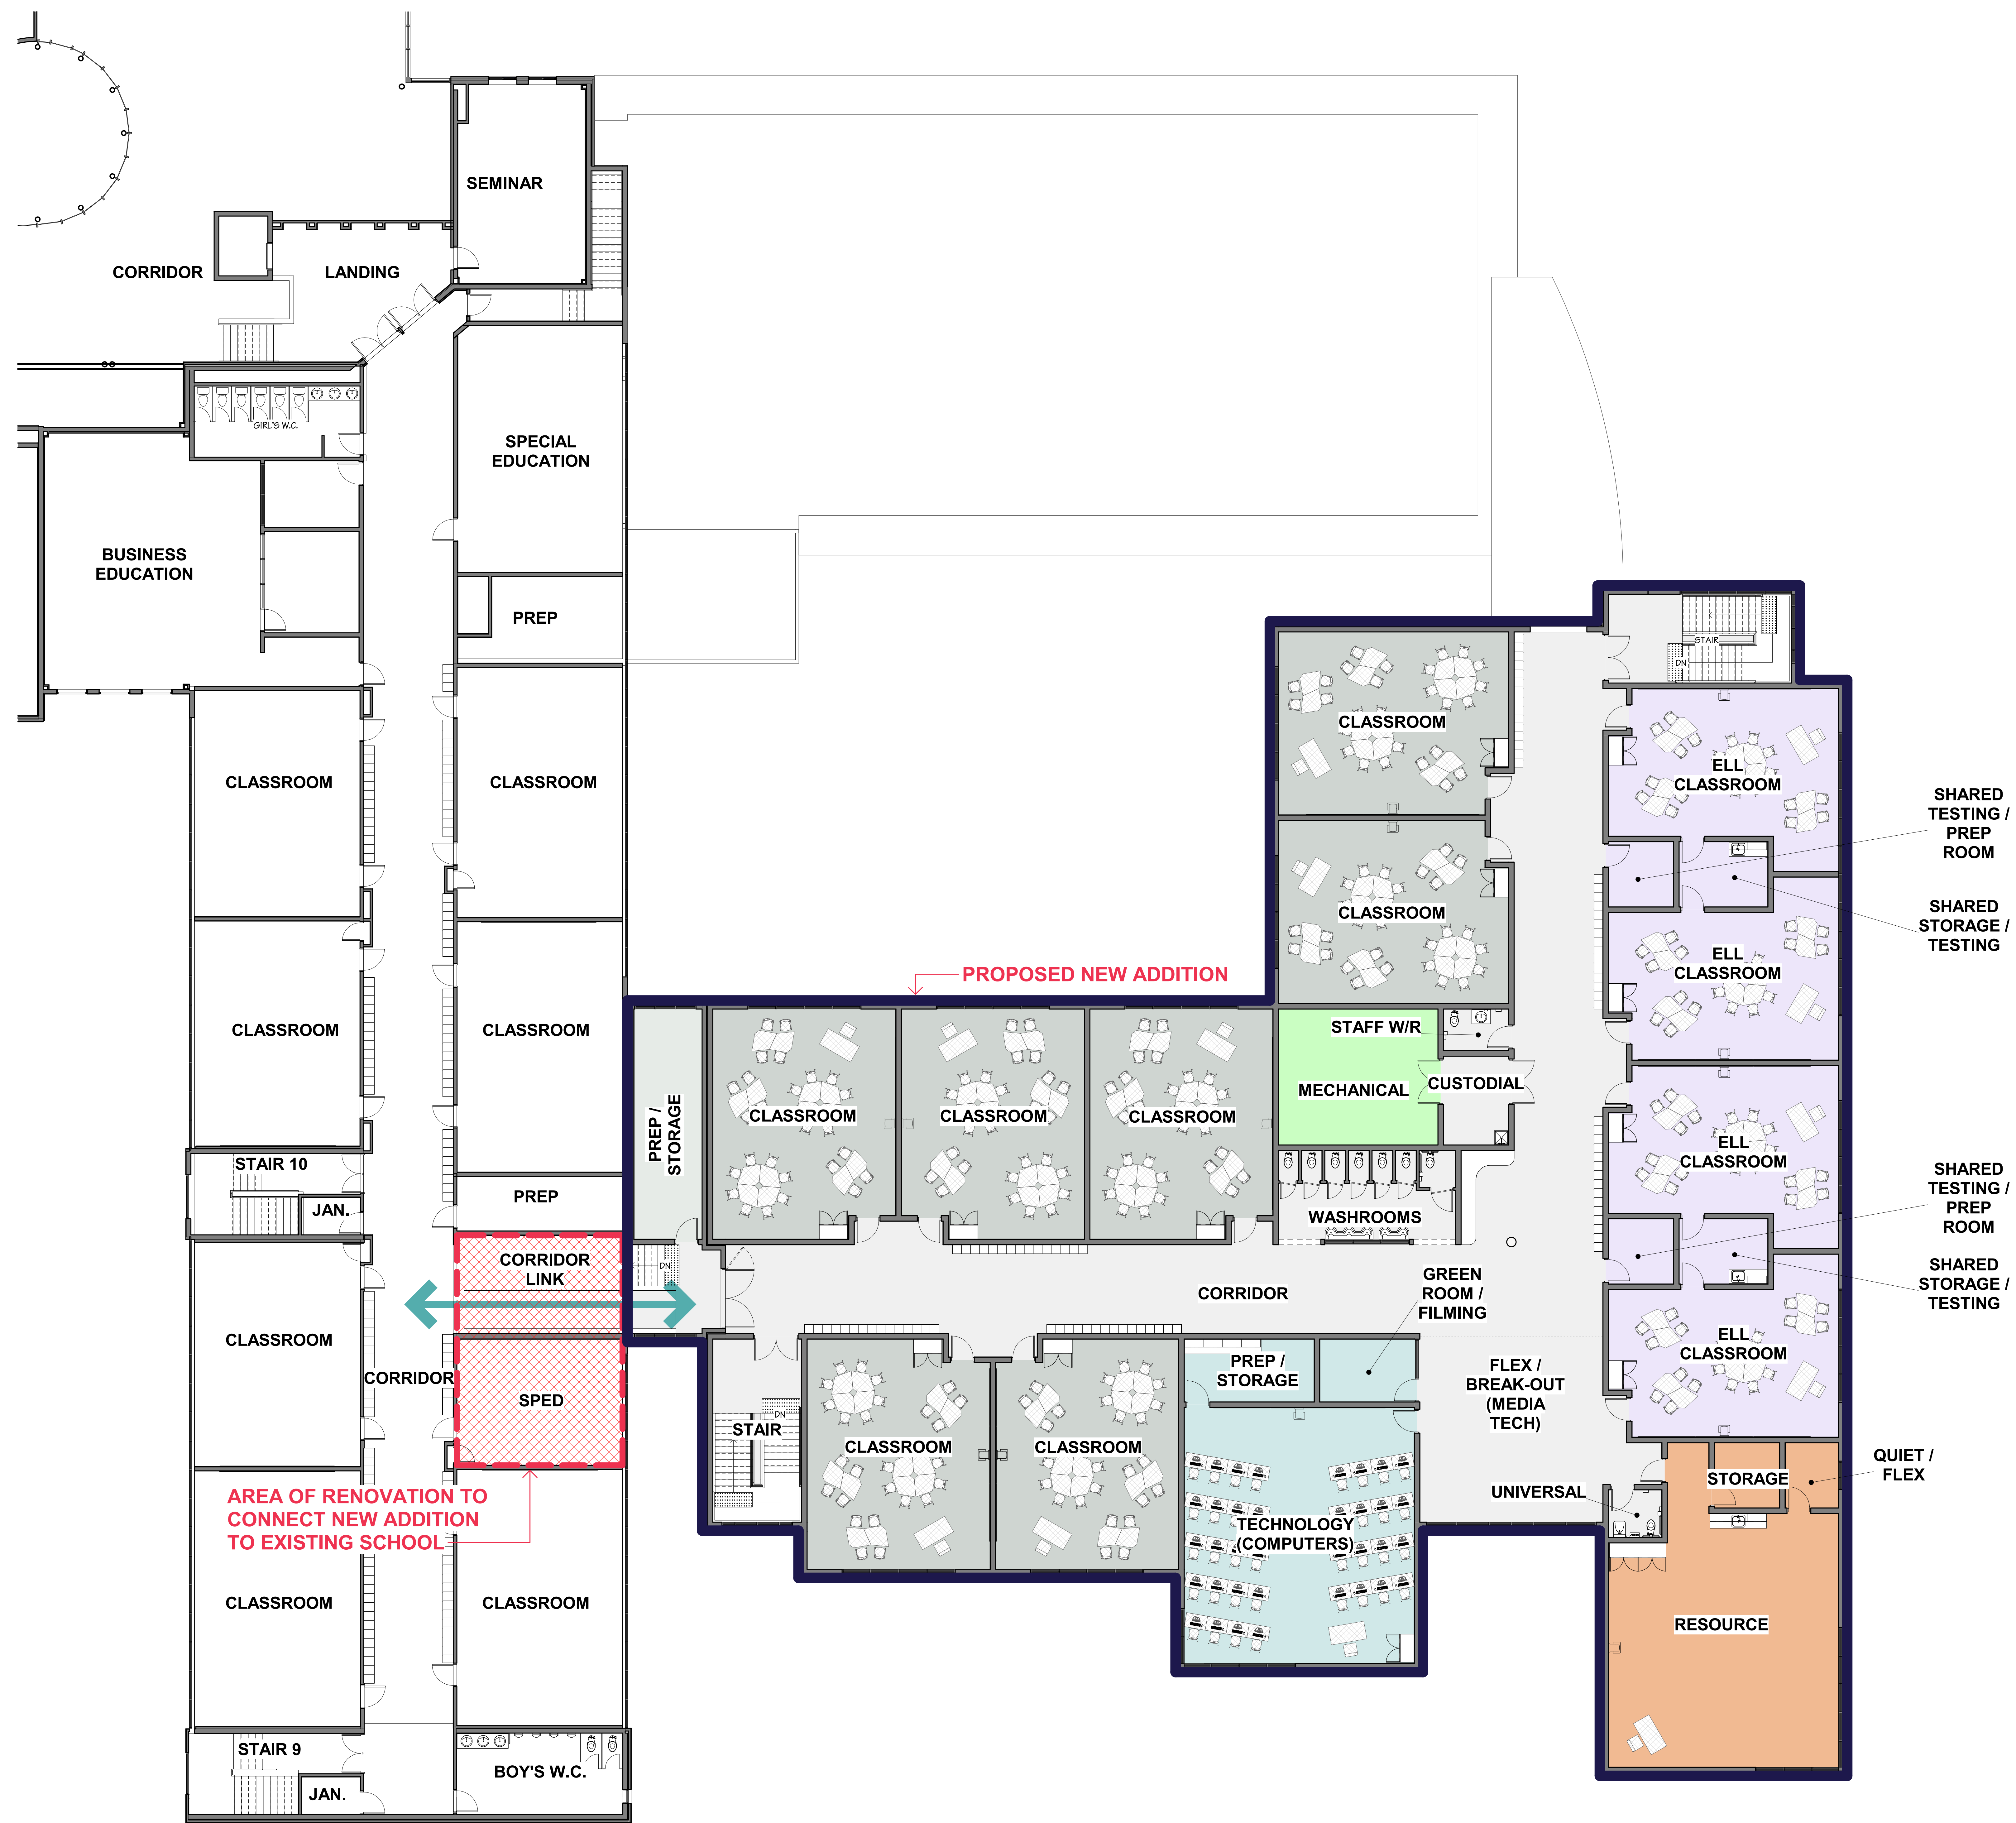 SEMINAR
CORRIDOR
LANDING
GIRL'S W.C.
SPECIAL
EDUCATION
BUSINESS
EDUCATION
PREP
CLASSROOM
CLASSROOM
CLASSROOM
CLASSROOM
STAIR 10
JAN.
PREP
CORRIDOR
LINK
CLASSROOM
CORRIDOR
SPED
AREA OF RENOVATION TO
CONNECT NEW ADDITION
TO EXISTING SCHOOL
CLASSROOM
CLASSROOM
STAIR 9
JAN.
BOY'S W.C.
PROPOSED NEW ADDITION
PREP /
STORAGE
DN
CLASSROOM
CLASSROOM
CLASSROOM
CLASSROOM
CLASSROOM
STAFF W/R
MECHANICAL
CUSTODIAL
WASHROOMS
CORRIDOR
GREEN
ROOM /
FILMING
STAIR
DN
CLASSROOM
CLASSROOM
PREP /
STORAGE
TECHNOLOGY
(COMPUTERS)
FLEX /
BREAK-OUT
(MEDIA
TECH)
UNIVERSAL
STAIR
DN
ELL
CLASSROOM
SHARED
TESTING /
PREP
ROOM
SHARED
STORAGE /
TESTING
ELL
CLASSROOM
ELL
CLASSROOM
SHARED
TESTING /
PREP
ROOM
SHARED
STORAGE /
TESTING
ELL
CLASSROOM
STORAGE
QUIET /
FLEX
RESOURCE